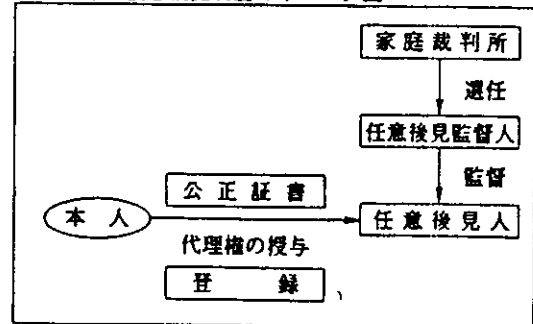 家庭裁判所
選任
任意後見監督人
監督
公正証書
本人
任意後見人
代理権の授与
登録